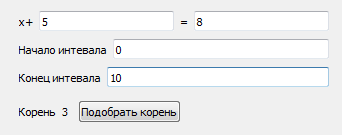 x+ 5 = 8
Начало интевала 0
Конец интевала 10
Корень 3 Подобрать корень